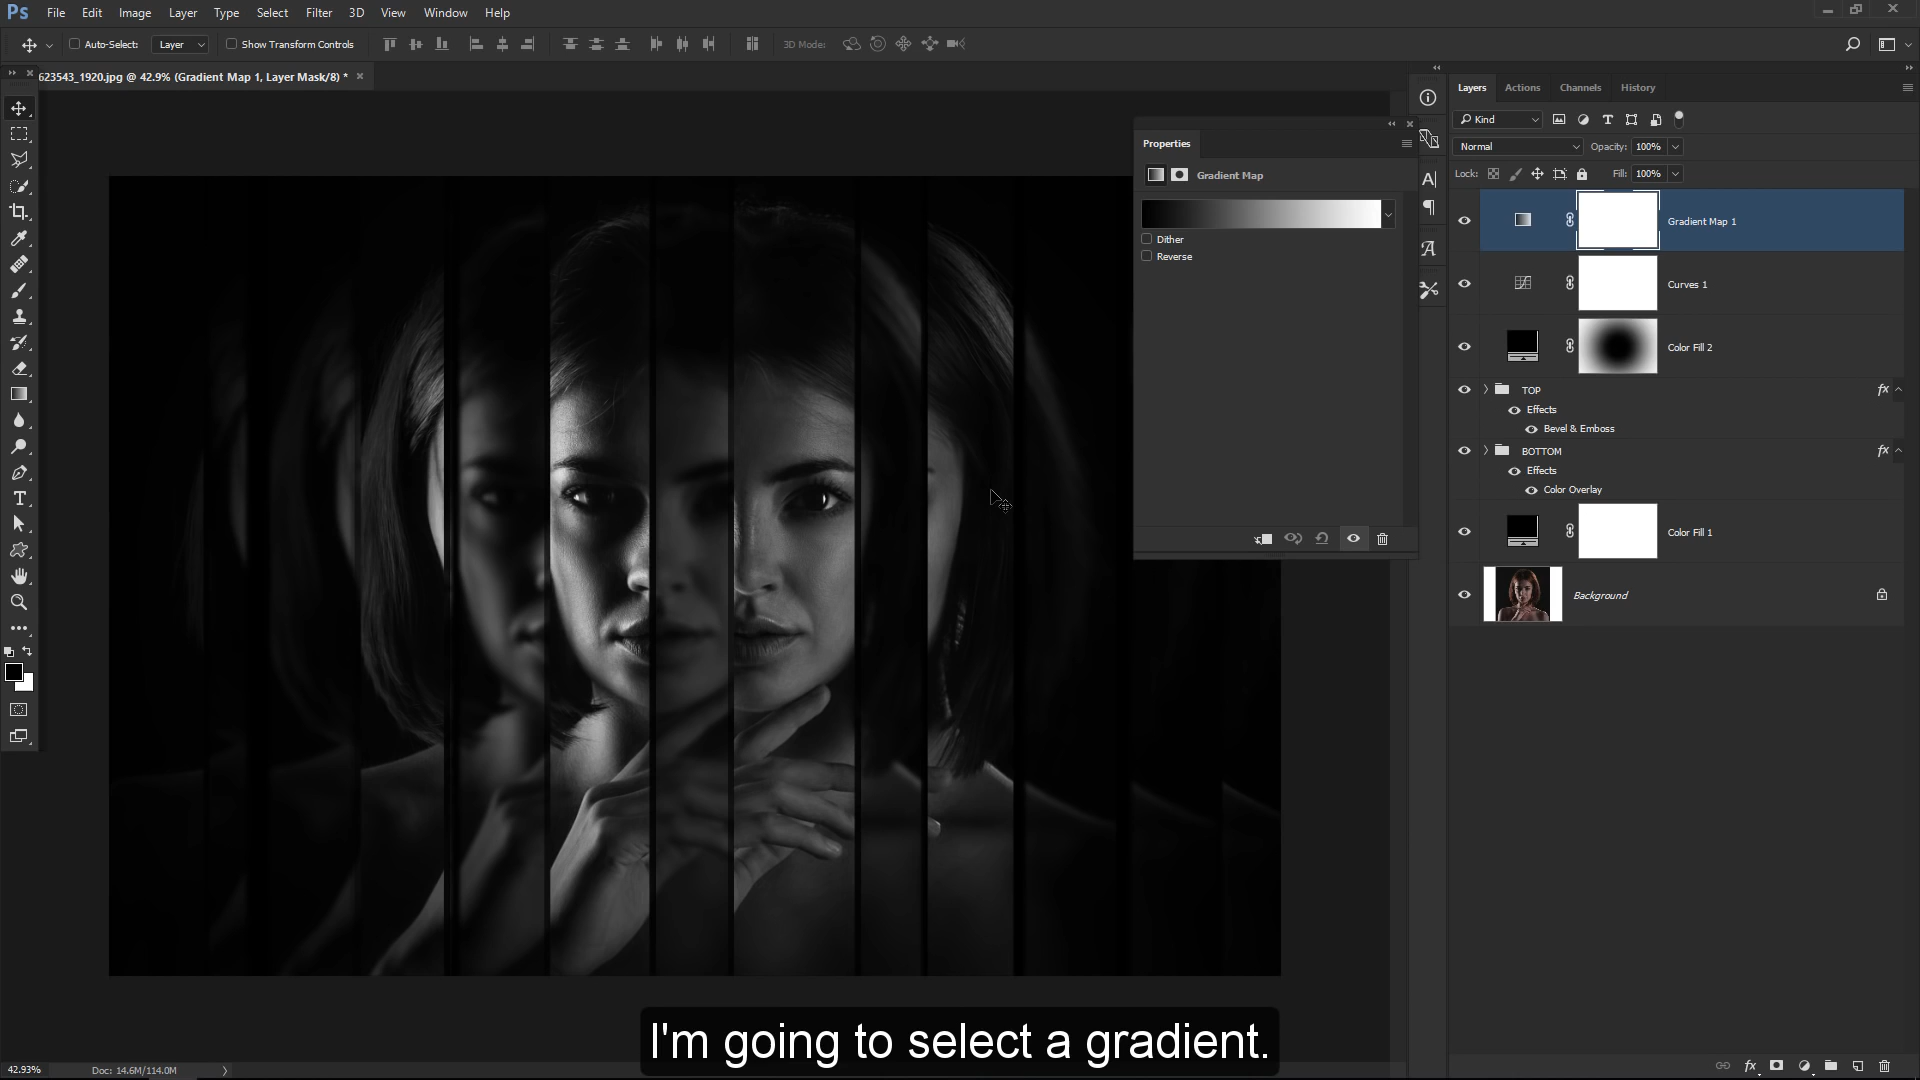 Ps File Edit Image Layer Type Select Filter 3D View Window Help
Auto-Select: Layer Show Transform Controls 3D Mode:
623543_1920.jpg @ 42.9% (Gradient Map 1, Layer Mask/8) *
Layers Actions Channels History
Kind
Normal Opacity: 100%
Lock: Fill: 100%
Properties
Gradient Map
Dither
Reverse
Gradient Map 1
Curves 1
Color Fill 2
TOP fx
Effects
Bevel & Emboss
BOTTOM fx
Effects
Color Overlay
Color Fill 1
Background
I'm going to select a gradient.
42.93% Doc: 14.6M/114.0M
fx